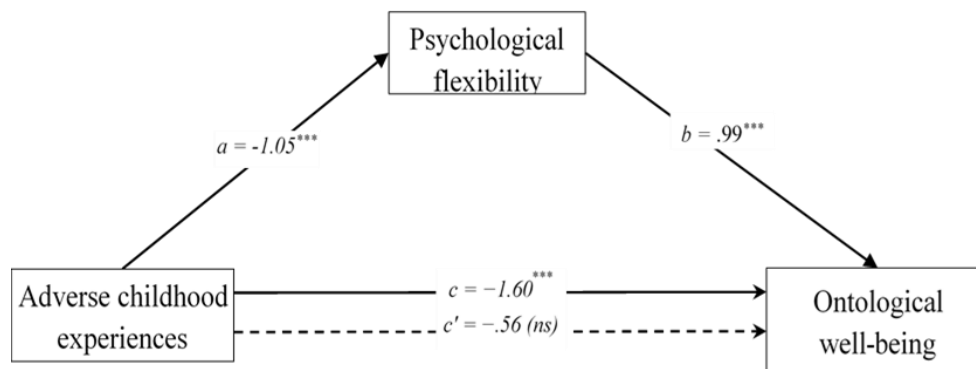 Psychological
flexibility
a = -1.05***
b = .99***
Adverse childhood
experiences
c = −1.60***
c' = −.56 (ns)
Ontological
well-being